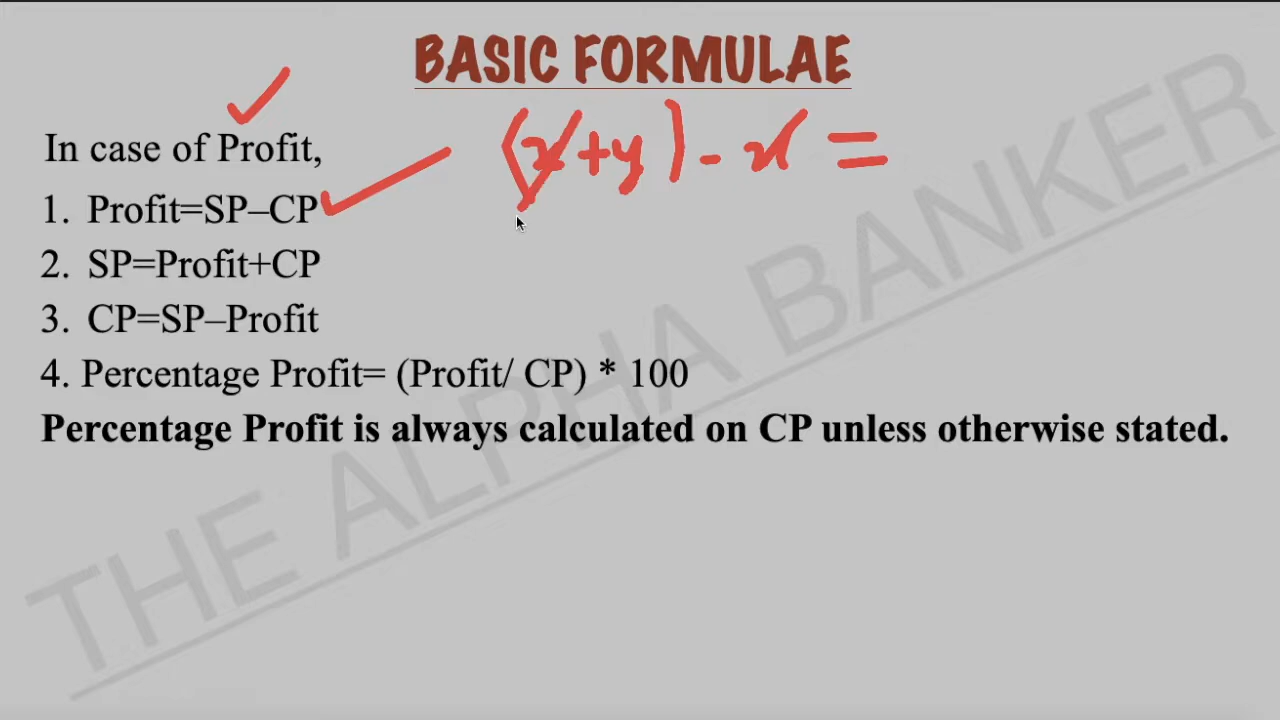 BASIC FORMULAE
(x+y)-x=
In case of Profit,
1. Profit=SP–CP
2. SP=Profit+CP
3. CP=SP–Profit
4. Percentage Profit= (Profit/ CP) * 100
Percentage Profit is always calculated on CP unless otherwise stated.
THE ALPHA BANKER